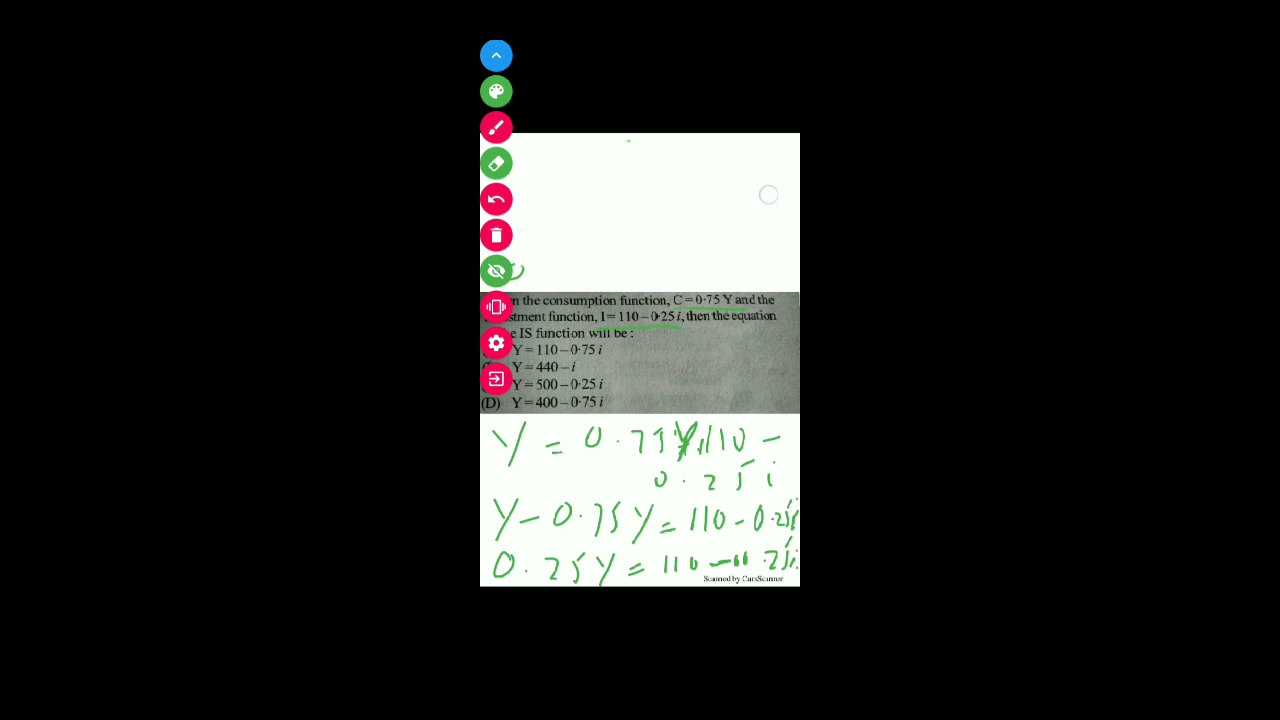 n the consumption function, C = 0·75 Y and the
stment function, I = 110 – 0·25 i, then the equation
e IS function will be :
Y = 110 – 0·75 i
Y = 440 – i
Y = 500 – 0·25 i
(D) Y = 400 – 0·75 i
Y = 0.75Y+110 –
0.25i
Y – 0.75Y = 110 – 0.25i
0.25Y = 110 – 0.25i
Scanned by CamScanner